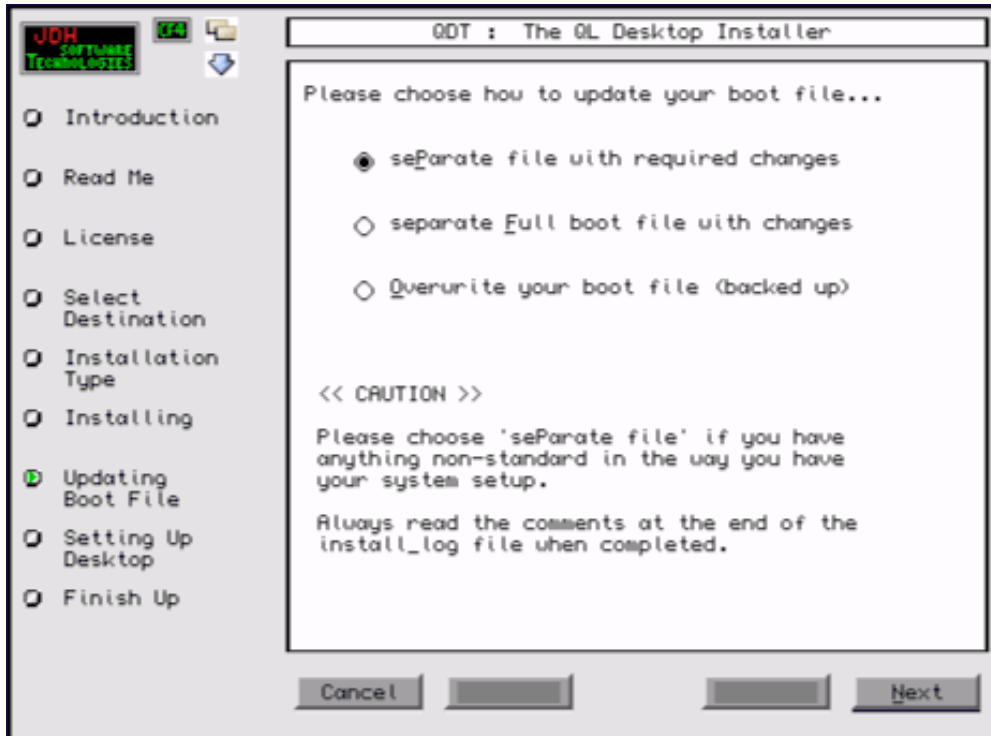 JDH
SOFTWARE
TECHNOLOGIES
CF4
QDT : The QL Desktop Installer
Introduction
Read Me
License
Select
Destination
Installation
Type
Installing
Updating
Boot File
Setting Up
Desktop
Finish Up
Please choose how to update your boot file...
sePArate file with required changes
separate Full boot file with changes
Overwrite your boot file (backed up)
<< CAUTION >>
Please choose 'seParate file' if you have
anything non-standard in the way you have
your system setup.
Always read the comments at the end of the
install_log file when completed.
Cancel
Next